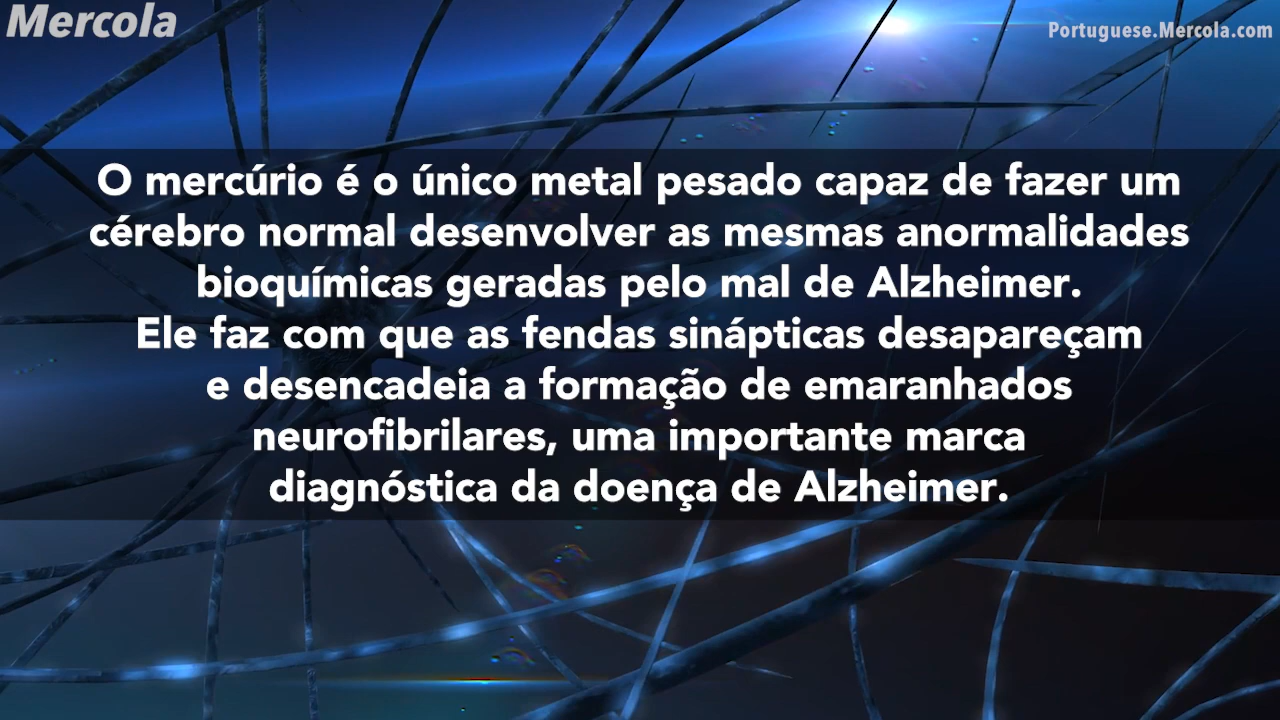 Mercola
Portuguese.Mercola.com
O mercúrio é o único metal pesado capaz de fazer um
cérebro normal desenvolver as mesmas anormalidades
bioquímicas geradas pelo mal de Alzheimer.
Ele faz com que as fendas sinápticas desapareçam
e desencadeia a formação de emaranhados
neurofibrilares, uma importante marca
diagnóstica da doença de Alzheimer.